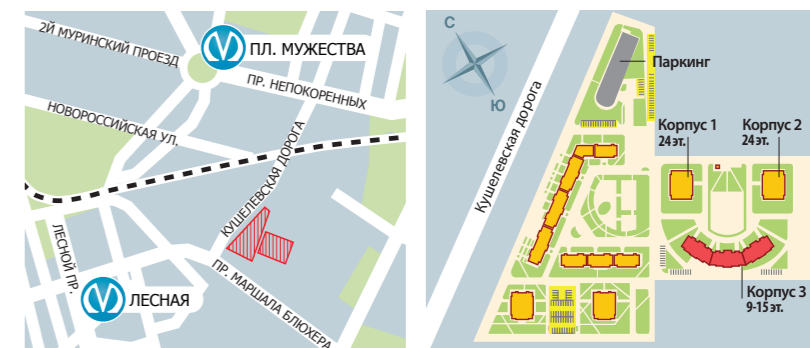 2Й МУРИНСКИЙ ПРОЕЗД
ПЛ. МУЖЕСТВА
ПР. НЕПОКОРЕННЫХ
НОВОРОССИЙСКАЯ УЛ.
КУШЕЛЕВСКАЯ ДОРОГА
ЛЕСНОЙ ПР.
ЛЕСНАЯ
ПР. МАРШАЛА БЛЮХЕРА
С
Ю
Кушелевская дорога
Паркинг
Корпус 1
24 эт.
Корпус 2
24 эт.
Корпус 3
9-15 эт.